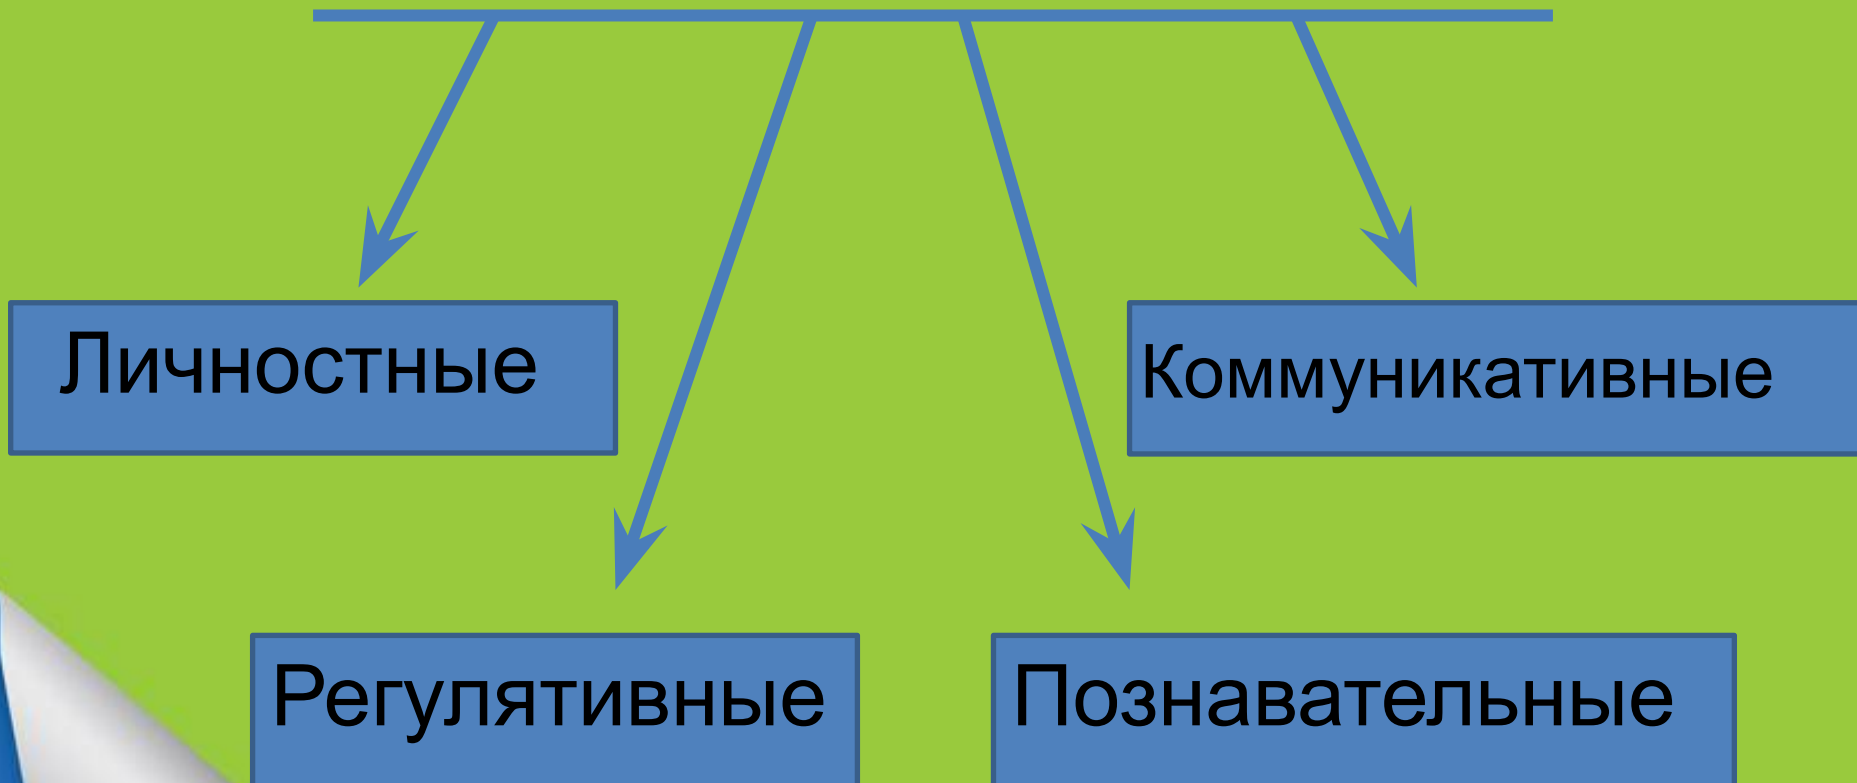 Личностные
Коммуникативные
Регулятивные
Познавательные